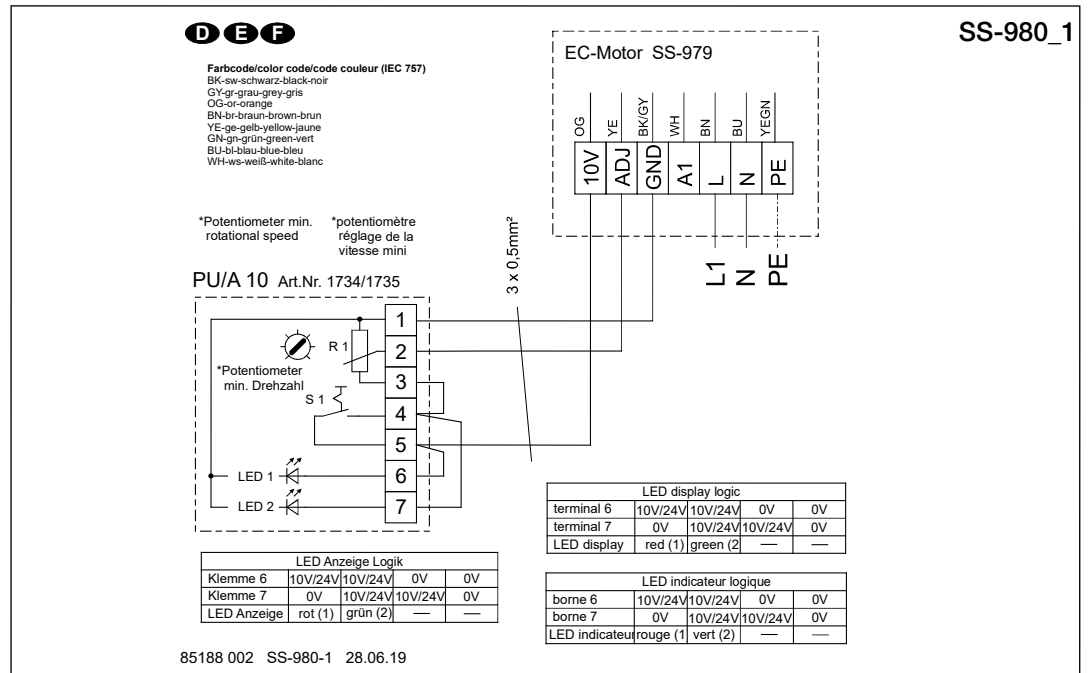 SS-980_1
D E F
Farbcode/color code/code couleur (IEC 757)
BK-sw-schwarz-black-noir
GY-gr-grau-grey-gris
OG-or-orange
BN-br-braun-brown-brun
YE-ge-gelb-yellow-jaune
GN-gn-grün-green-vert
BU-bl-blau-blue-bleu
WH-ws-weiß-white-blanc
EC-Motor SS-979
OG YE BK/GY WH BN BU YEGN
10V ADJ GND A1 L N PE
L1 N PE
*Potentiometer min.
rotational speed
*potentiomètre
réglage de la
vitesse mini
3 x 0,5mm²
PU/A 10 Art.Nr. 1734/1735
1
R 1 2
*Potentiometer
min. Drehzahl
3
S 1
4
5
LED 1 6
LED 2 7
LED display logic
terminal 6 10V/24V 10V/24V 0V 0V
terminal 7 0V 10V/24V 10V/24V 0V
LED display red (1) green (2 — —
LED Anzeige Logik
Klemme 6 10V/24V 10V/24V 0V 0V
Klemme 7 0V 10V/24V 10V/24V 0V
LED Anzeige rot (1) grün (2) — —
LED indicateur logique
borne 6 10V/24V 10V/24V 0V 0V
borne 7 0V 10V/24V 10V/24V 0V
LED indicateur rouge (1 vert (2) — —
85188 002 SS-980-1 28.06.19